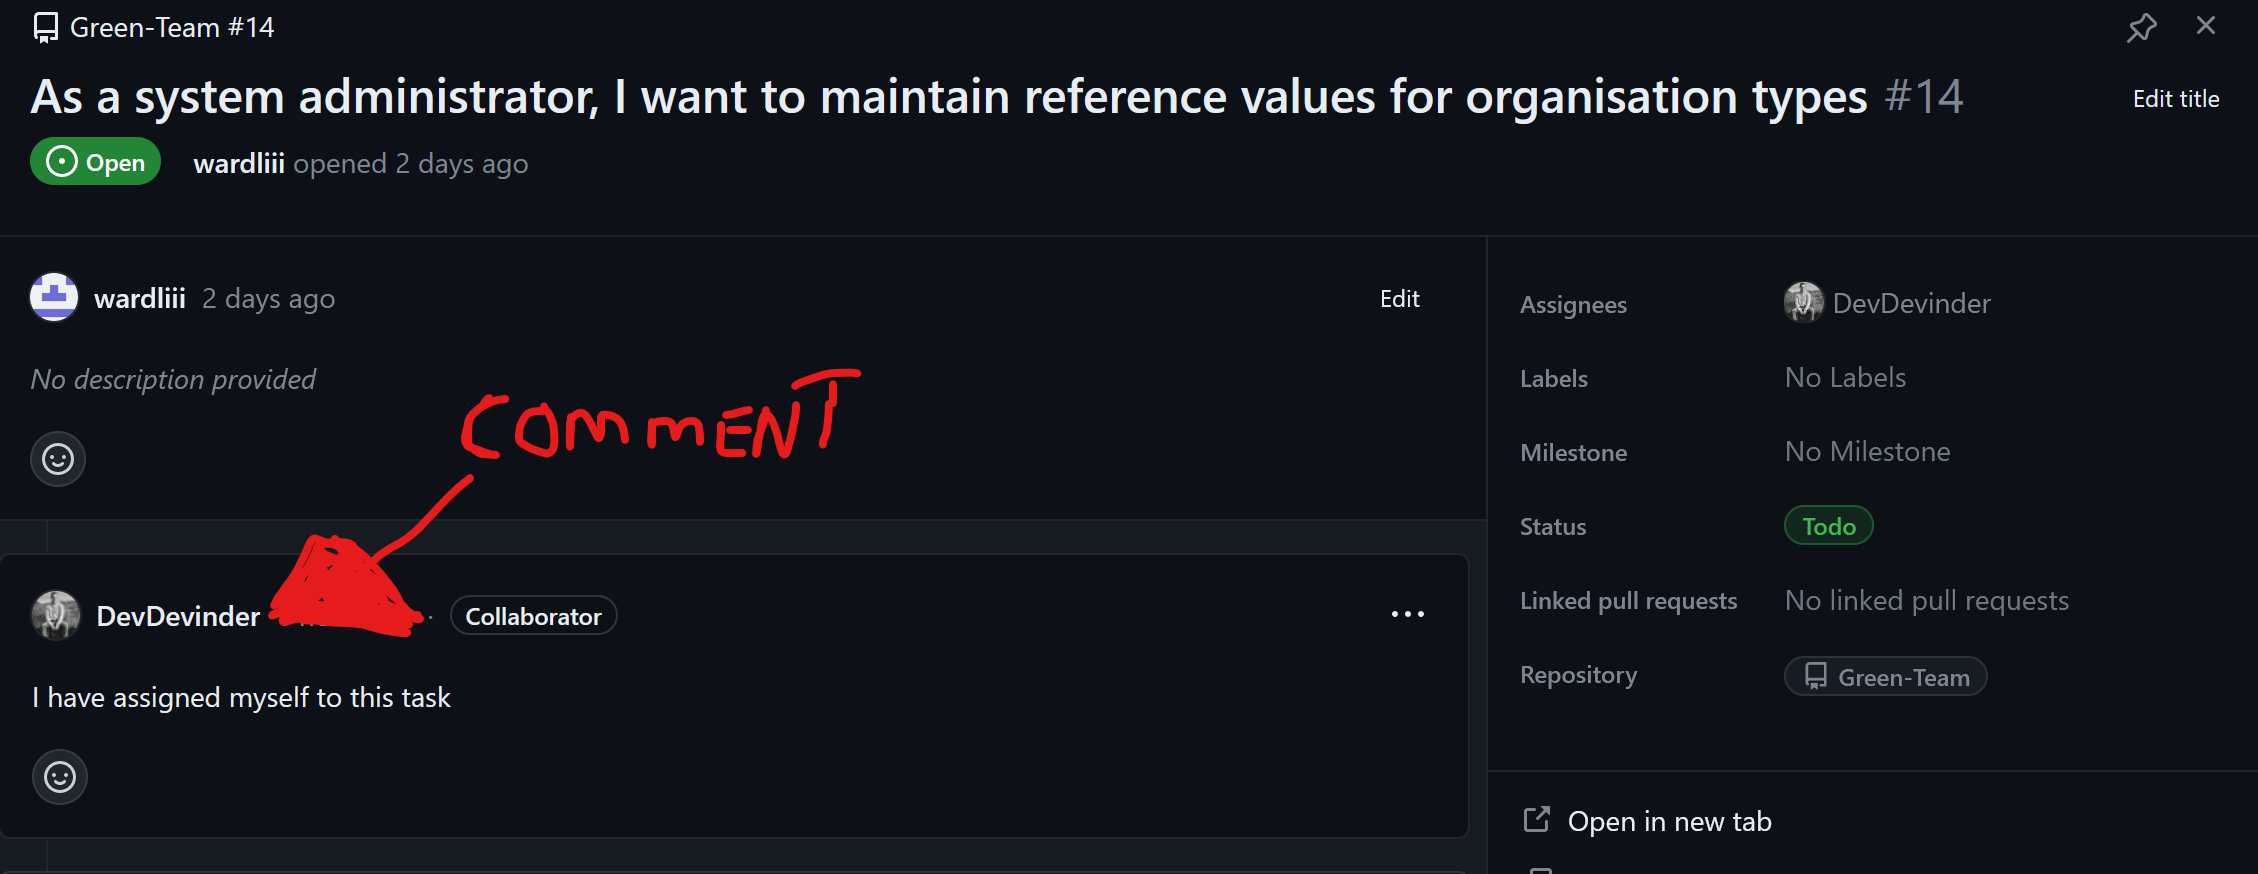 Green-Team #14
As a system administrator, I want to maintain reference values for organisation types #14
Edit title
Open
wardliii opened 2 days ago
wardliii 2 days ago
Edit
No description provided
COMMENT
DevDevinder
· Collaborator
I have assigned myself to this task
Assignees
DevDevinder
Labels
No Labels
Milestone
No Milestone
Status
Todo
Linked pull requests
No linked pull requests
Repository
Green-Team
Open in new tab